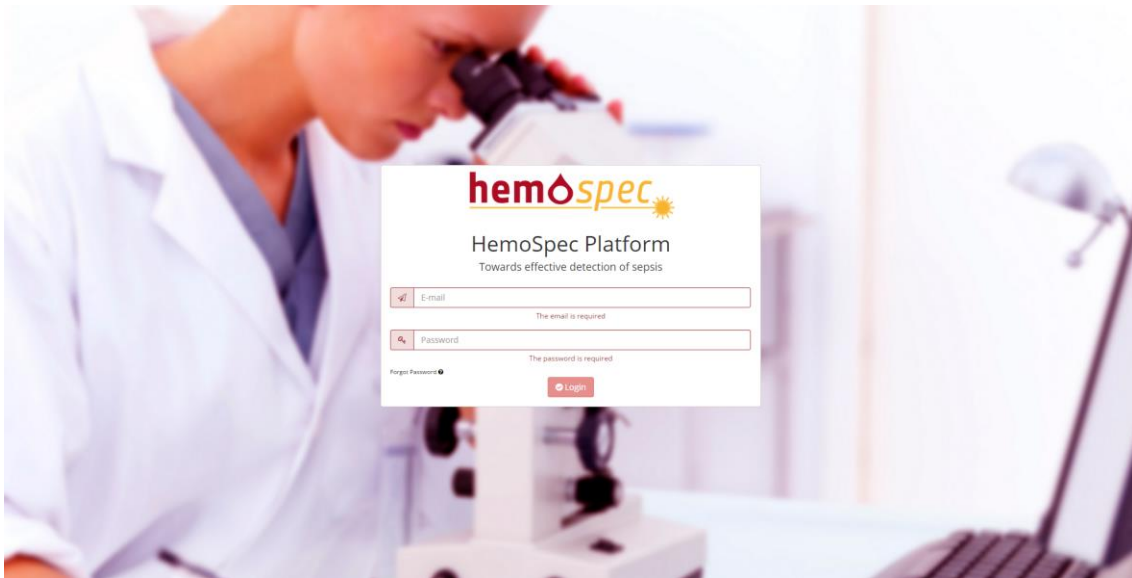 hemospec
HemoSpec Platform
Towards effective detection of sepsis
E-mail
The email is required
Password
The password is required
Forgot Password
Login